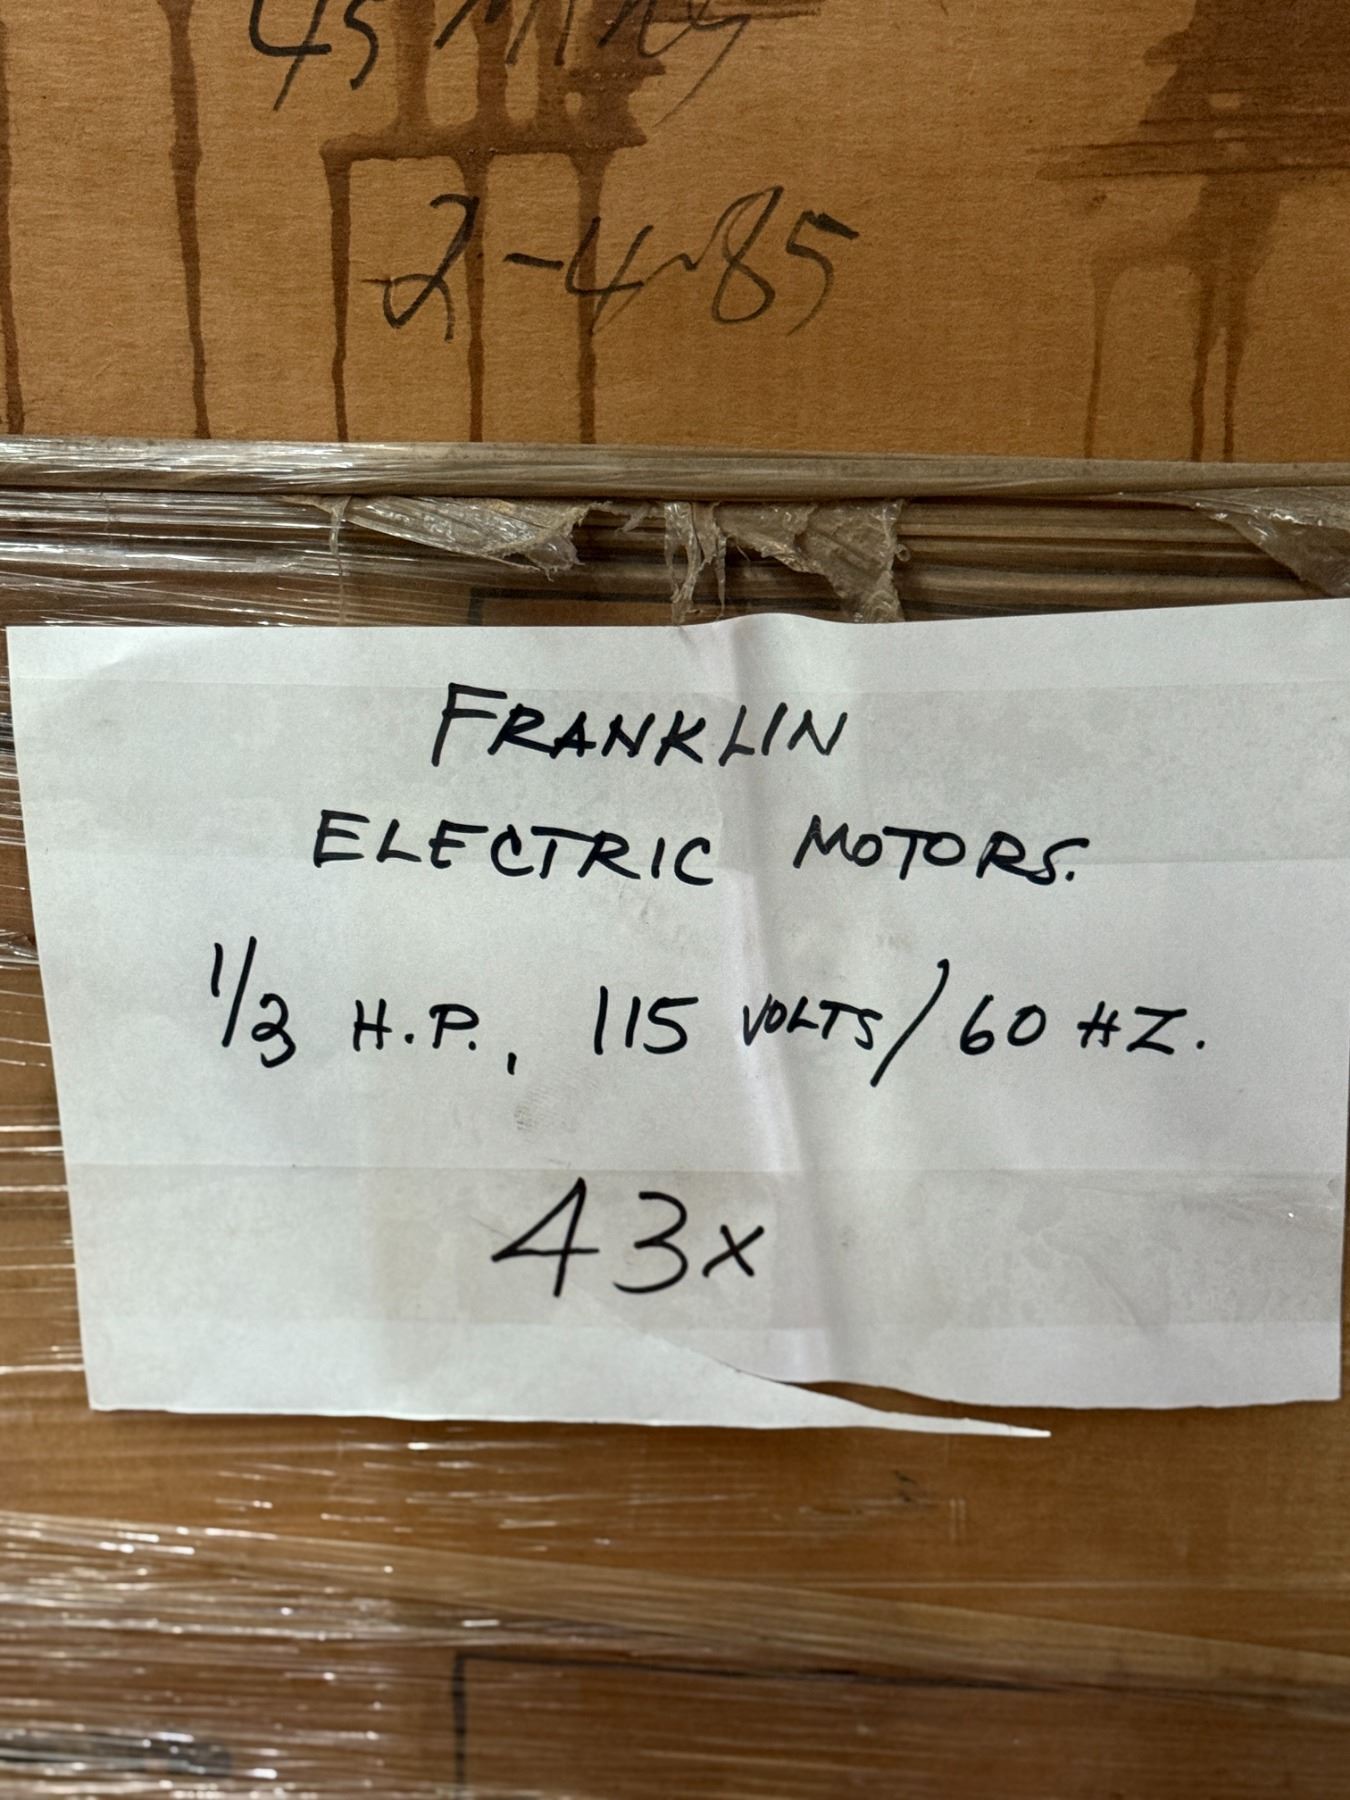 2-4-85
FRANKLIN
ELECTRIC MOTORS.
1/3 H.P., 115 VOLTS/60 HZ.
43x